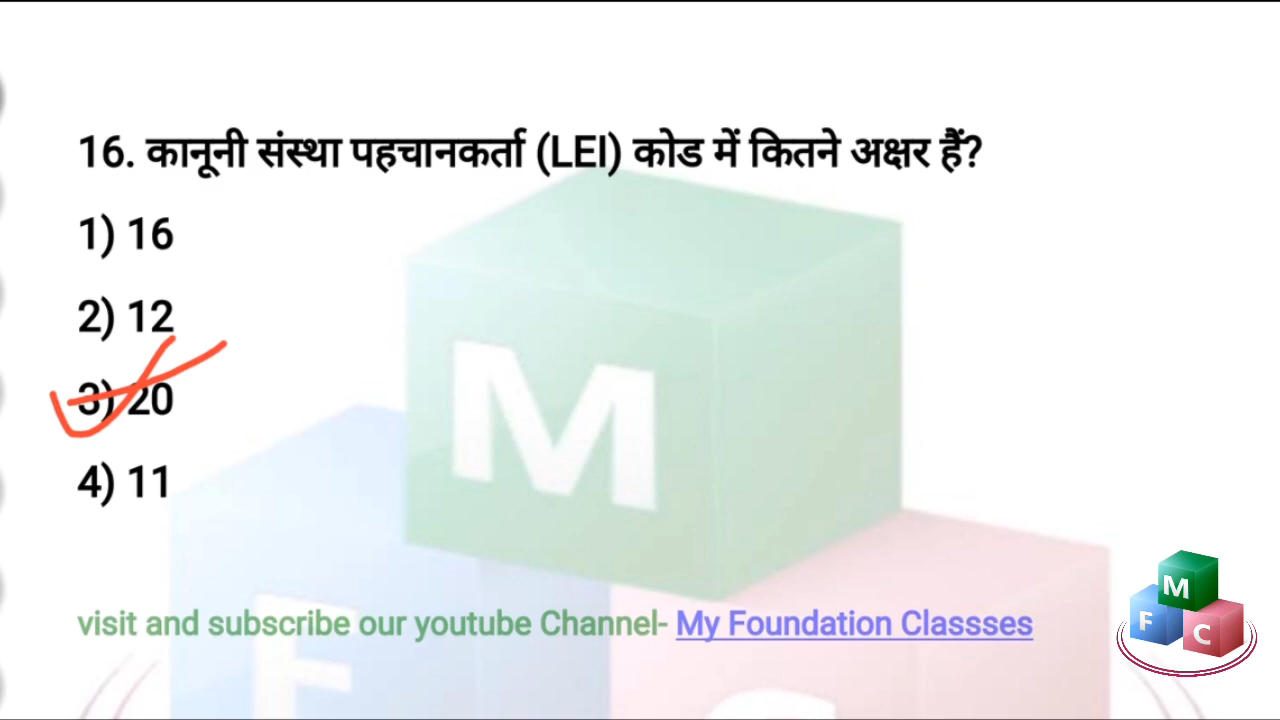 16. कानूनी संस्था पहचानकर्ता (LEI) कोड में कितने अक्षर हैं?
1) 16
2) 12
3) 20
4) 11
visit and subscribe our youtube Channel- My Foundation Classses
M
F
C
M
F
C